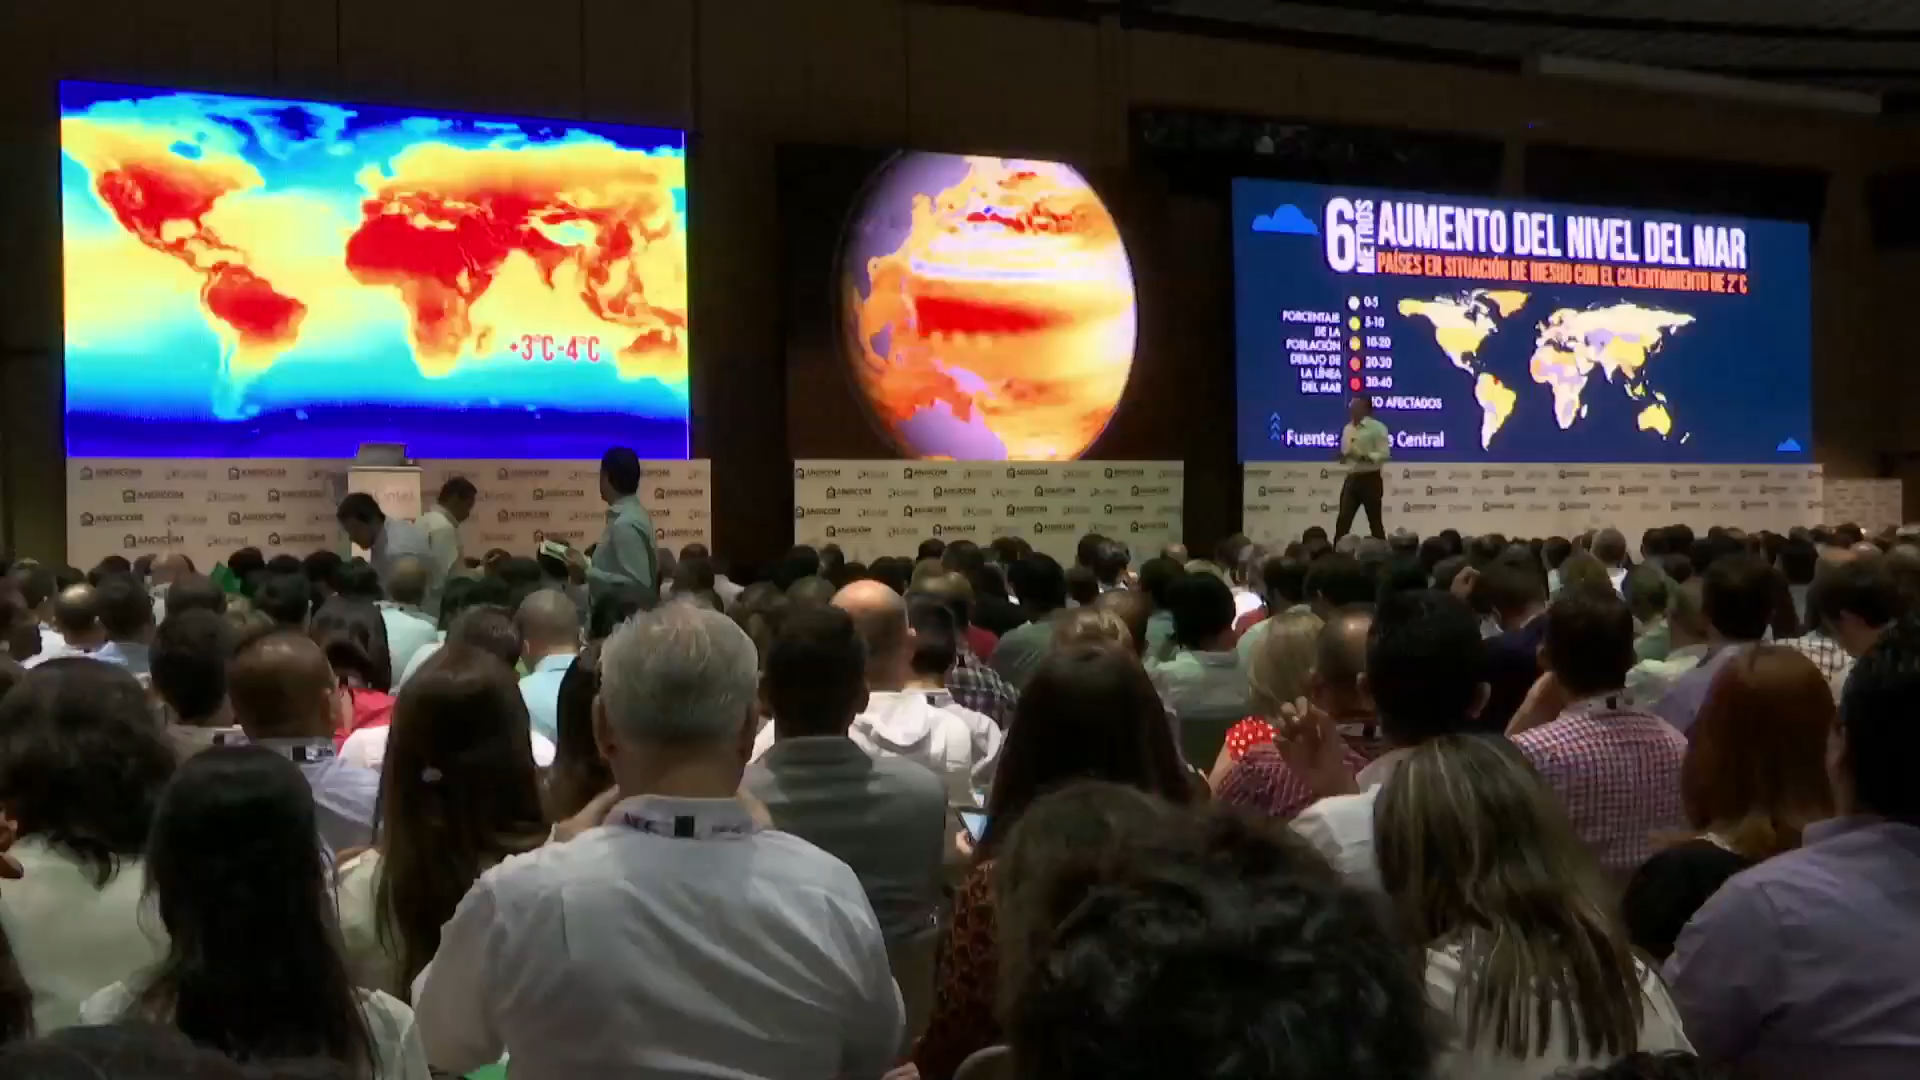 +3°C-4°C
6 METROS AUMENTO DEL NIVEL DEL MAR
PAÍSES EN SITUACIÓN DE RIESGO CON EL CALENTAMIENTO DE 2°C
PORCENTAJE
DE LA
POBLACIÓN
DEBAJO DE
LA LÍNEA
DEL MAR
0-5
5-10
10-20
20-30
30-40
AFECTADOS
Fuente: Central
ANDICOM
Cintel